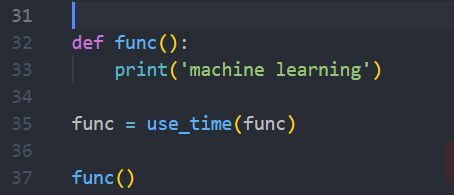 31
32 def func():
33     print('machine learning')
34
35 func = use_time(func)
36
37 func()